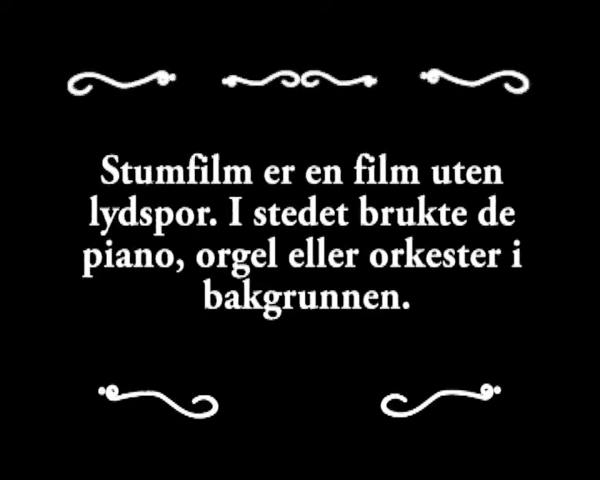 Stumfilm er en film uten
lydspor. I stedet brukte de
piano, orgel eller orkester i
bakgrunnen.